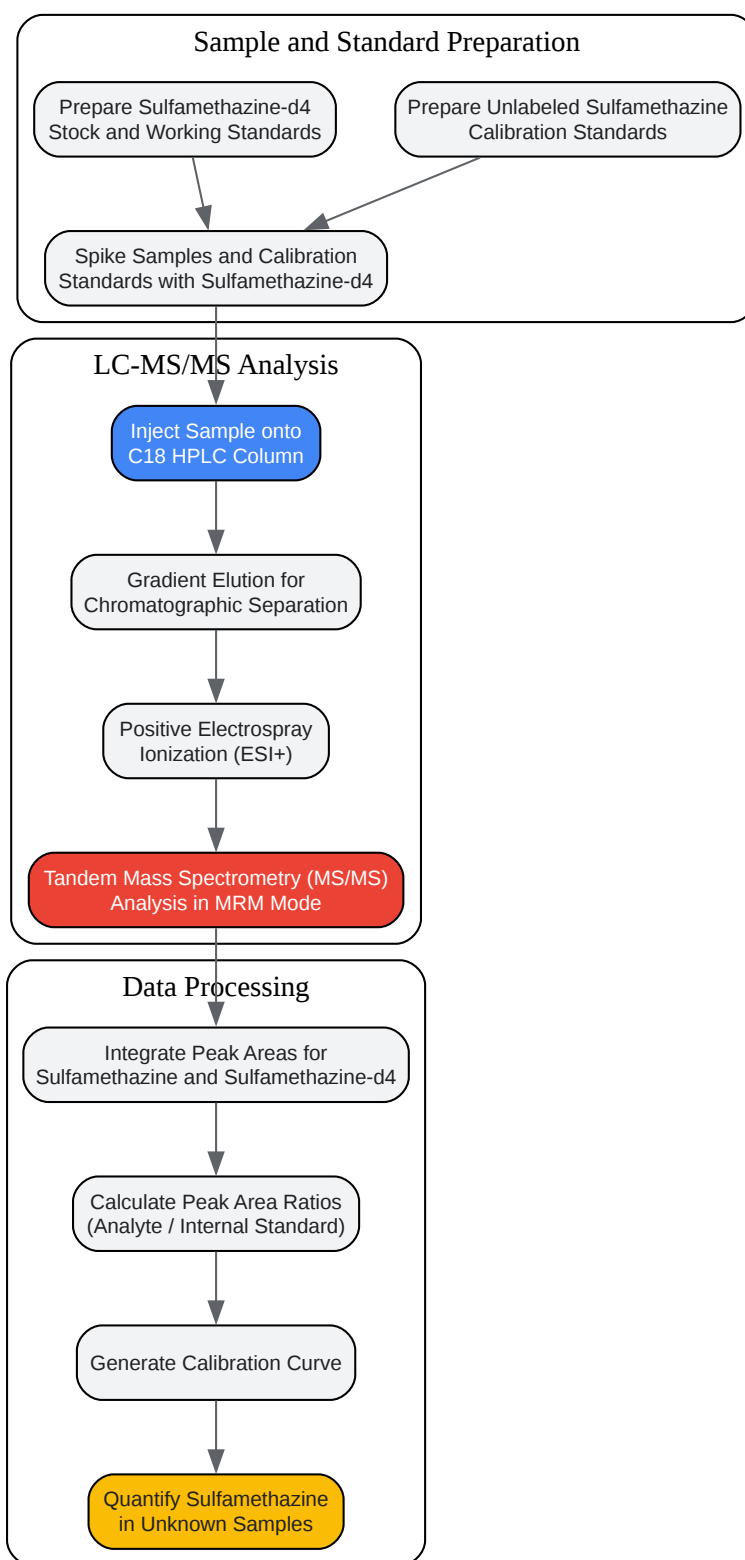 Sample and Standard Preparation
Prepare Sulfamethazine-d4
Stock and Working Standards
Prepare Unlabeled Sulfamethazine
Calibration Standards
Spike Samples and Calibration
Standards with Sulfamethazine-d4
LC-MS/MS Analysis
Inject Sample onto
C18 HPLC Column
Gradient Elution for
Chromatographic Separation
Positive Electrospray
Ionization (ESI+)
Tandem Mass Spectrometry (MS/MS)
Analysis in MRM Mode
Data Processing
Integrate Peak Areas for
Sulfamethazine and Sulfamethazine-d4
Calculate Peak Area Ratios
(Analyte / Internal Standard)
Generate Calibration Curve
Quantify Sulfamethazine
in Unknown Samples